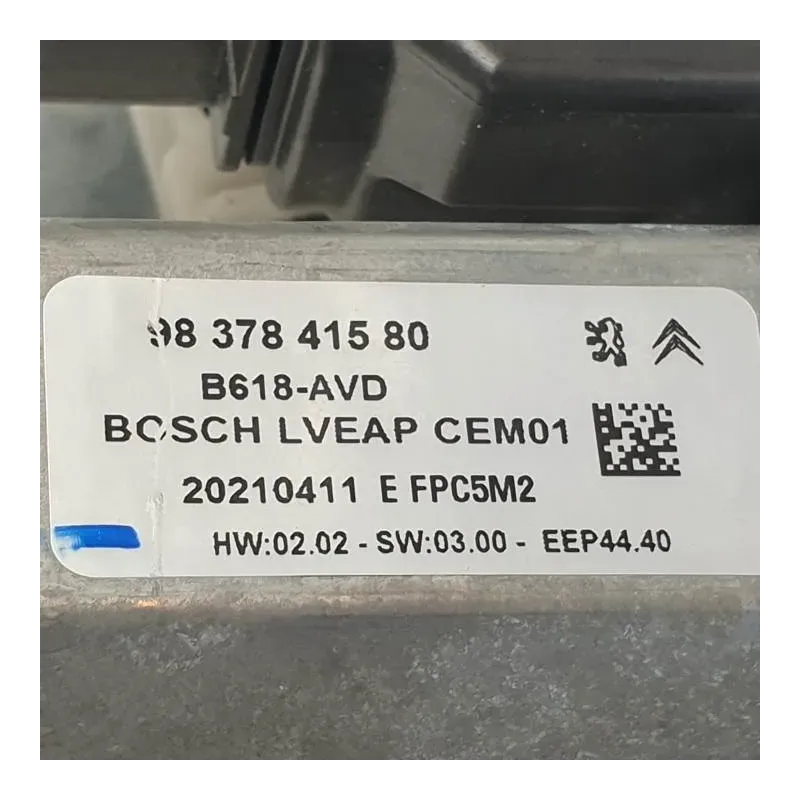 98 378 415 80
B618-AVD
BOSCH LVEAP CEM01
20210411 E FPC5M2
HW:02.02 - SW:03.00 - EEP44.40